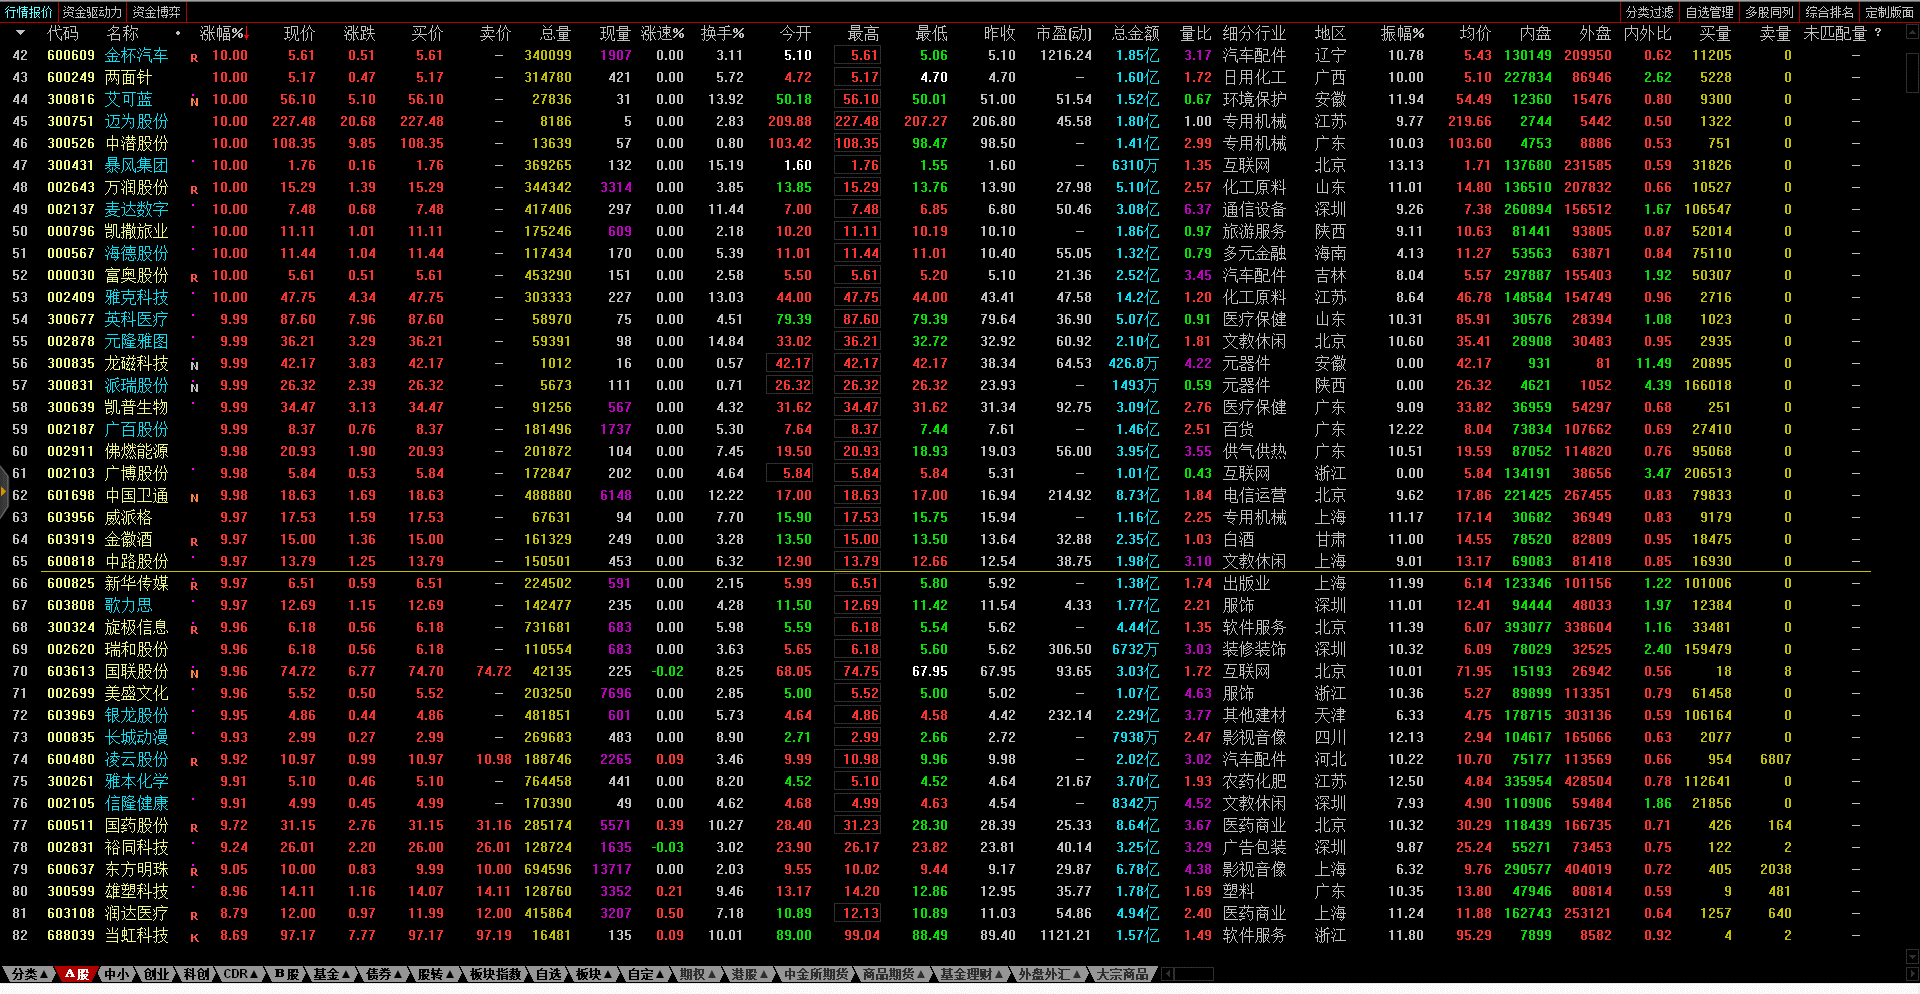 行情报价 资金驱动力 资金博弈 分类过滤 自选管理 多股同列 综合排名 定制版面
代码 名称 涨幅%↓ 现价 涨跌 买价 卖价 总量 现量 涨速% 换手% 今开 最高 最低 昨收 市盈(动) 总金额 量比 细分行业 地区 振幅% 均价 内盘 外盘 内外比 买量 卖量 未匹配量 ?
42 600609 金杯汽车 R 10.00 5.61 0.51 5.61 — 340099 1907 0.00 3.11 5.10 5.61 5.06 5.10 1216.24 1.85亿 3.17 汽车配件 辽宁 10.78 5.43 130149 209950 0.62 11205 0 —
43 600249 两面针 10.00 5.17 0.47 5.17 — 314780 421 0.00 5.72 4.72 5.17 4.70 4.70 — 1.60亿 1.72 日用化工 广西 10.00 5.10 227834 86946 2.62 5228 0 —
44 300816 艾可蓝 N 10.00 56.10 5.10 56.10 — 27836 31 0.00 13.92 50.18 56.10 50.01 51.00 51.54 1.52亿 0.67 环境保护 安徽 11.94 54.49 12360 15476 0.80 9300 0 —
45 300751 迈为股份 10.00 227.48 20.68 227.48 — 8186 5 0.00 2.83 209.88 227.48 207.27 206.80 45.58 1.80亿 1.00 专用机械 江苏 9.77 219.66 2744 5442 0.50 1322 0 —
46 300526 中潜股份 10.00 108.35 9.85 108.35 — 13639 57 0.00 0.80 103.42 108.35 98.47 98.50 — 1.41亿 2.99 专用机械 广东 10.03 103.60 4753 8886 0.53 751 0 —
47 300431 暴风集团 10.00 1.76 0.16 1.76 — 369265 132 0.00 15.19 1.60 1.76 1.55 1.60 — 6310万 1.35 互联网 北京 13.13 1.71 137680 231585 0.59 31826 0 —
48 002643 万润股份 R 10.00 15.29 1.39 15.29 — 344342 3314 0.00 3.85 13.85 15.29 13.76 13.90 27.98 5.10亿 2.57 化工原料 山东 11.01 14.80 136510 207832 0.66 10527 0 —
49 002137 麦达数字 10.00 7.48 0.68 7.48 — 417406 297 0.00 11.44 7.00 7.48 6.85 6.80 50.46 3.08亿 6.37 通信设备 深圳 9.26 7.38 260894 156512 1.67 106547 0 —
50 000796 凯撒旅业 10.00 11.11 1.01 11.11 — 175246 609 0.00 2.18 10.20 11.11 10.19 10.10 — 1.86亿 0.97 旅游服务 陕西 9.11 10.63 81441 93805 0.87 52014 0 —
51 000567 海德股份 10.00 11.44 1.04 11.44 — 117434 170 0.00 5.39 11.01 11.44 11.01 10.40 55.05 1.32亿 0.79 多元金融 海南 4.13 11.27 53563 63871 0.84 75110 0 —
52 000030 富奥股份 R 10.00 5.61 0.51 5.61 — 453290 151 0.00 2.58 5.50 5.61 5.20 5.10 21.36 2.52亿 3.45 汽车配件 吉林 8.04 5.57 297887 155403 1.92 50307 0 —
53 002409 雅克科技 10.00 47.75 4.34 47.75 — 303333 227 0.00 13.03 44.00 47.75 44.00 43.41 47.58 14.2亿 1.20 化工原料 江苏 8.64 46.78 148584 154749 0.96 2716 0 —
54 300677 英科医疗 9.99 87.60 7.96 87.60 — 58970 75 0.00 4.51 79.39 87.60 79.39 79.64 36.90 5.07亿 0.91 医疗保健 山东 10.31 85.91 30576 28394 1.08 1023 0 —
55 002878 元隆雅图 9.99 36.21 3.29 36.21 — 59391 98 0.00 14.84 33.02 36.21 32.72 32.92 60.92 2.10亿 1.81 文教休闲 北京 10.60 35.41 28908 30483 0.95 2935 0 —
56 300835 龙磁科技 N 9.99 42.17 3.83 42.17 — 1012 16 0.00 0.57 42.17 42.17 42.17 38.34 64.53 426.8万 4.22 元器件 安徽 0.00 42.17 931 81 11.49 20895 0 —
57 300831 派瑞股份 N 9.99 26.32 2.39 26.32 — 5673 111 0.00 0.71 26.32 26.32 26.32 23.93 — 1493万 0.59 元器件 陕西 0.00 26.32 4621 1052 4.39 166018 0 —
58 300639 凯普生物 9.99 34.47 3.13 34.47 — 91256 567 0.00 4.32 31.62 34.47 31.62 31.34 92.75 3.09亿 2.76 医疗保健 广东 9.09 33.82 36959 54297 0.68 251 0 —
59 002187 广百股份 9.99 8.37 0.76 8.37 — 181496 1737 0.00 5.30 7.64 8.37 7.44 7.61 — 1.46亿 2.51 百货 广东 12.22 8.04 73834 107662 0.69 27410 0 —
60 002911 佛燃能源 9.98 20.93 1.90 20.93 — 201872 104 0.00 7.45 19.50 20.93 18.93 19.03 56.00 3.95亿 3.55 供气供热 广东 10.51 19.59 87052 114820 0.76 95068 0 —
61 002103 广博股份 9.98 5.84 0.53 5.84 — 172847 202 0.00 4.64 5.84 5.84 5.84 5.31 — 1.01亿 0.43 互联网 浙江 0.00 5.84 134191 38656 3.47 206513 0 —
62 601698 中国卫通 N 9.98 18.63 1.69 18.63 — 488880 6148 0.00 12.22 17.00 18.63 17.00 16.94 214.92 8.73亿 1.84 电信运营 北京 9.62 17.86 221425 267455 0.83 79833 0 —
63 603956 威派格 9.97 17.53 1.59 17.53 — 67631 94 0.00 7.70 15.90 17.53 15.75 15.94 — 1.16亿 2.25 专用机械 上海 11.17 17.14 30682 36949 0.83 9179 0 —
64 603919 金徽酒 R 9.97 15.00 1.36 15.00 — 161329 249 0.00 3.28 13.50 15.00 13.50 13.64 32.88 2.35亿 1.03 白酒 甘肃 11.00 14.55 78520 82809 0.95 18475 0 —
65 600818 中路股份 9.97 13.79 1.25 13.79 — 150501 453 0.00 6.32 12.90 13.79 12.66 12.54 38.75 1.98亿 3.10 文教休闲 上海 9.01 13.17 69083 81418 0.85 16930 0 —
66 600825 新华传媒 R 9.97 6.51 0.59 6.51 — 224502 591 0.00 2.15 5.99 6.51 5.80 5.92 — 1.38亿 1.74 出版业 上海 11.99 6.14 123346 101156 1.22 101006 0 —
67 603808 歌力思 9.97 12.69 1.15 12.69 — 142477 235 0.00 4.28 11.50 12.69 11.42 11.54 4.33 1.77亿 2.21 服饰 深圳 11.01 12.41 94444 48033 1.97 12384 0 —
68 300324 旋极信息 R 9.96 6.18 0.56 6.18 — 731681 683 0.00 5.98 5.59 6.18 5.54 5.62 — 4.44亿 1.35 软件服务 北京 11.39 6.07 393077 338604 1.16 33481 0 —
69 002620 瑞和股份 9.96 6.18 0.56 6.18 — 110554 683 0.00 3.63 5.65 6.18 5.60 5.62 306.50 6732万 3.03 装修装饰 深圳 10.32 6.09 78029 32525 2.40 159479 0 —
70 603613 国联股份 N 9.96 74.72 6.77 74.70 74.72 42135 225 -0.02 8.25 68.05 74.75 67.95 67.95 93.65 3.03亿 1.72 互联网 北京 10.01 71.95 15193 26942 0.56 18 8 —
71 002699 美盛文化 9.96 5.52 0.50 5.52 — 203250 7696 0.00 2.85 5.00 5.52 5.00 5.02 — 1.07亿 4.63 服饰 浙江 10.36 5.27 89899 113351 0.79 61458 0 —
72 603969 银龙股份 9.95 4.86 0.44 4.86 — 481851 601 0.00 5.73 4.64 4.86 4.58 4.42 232.14 2.29亿 3.77 其他建材 天津 6.33 4.75 178715 303136 0.59 106164 0 —
73 000835 长城动漫 9.93 2.99 0.27 2.99 — 269683 483 0.00 8.90 2.71 2.99 2.66 2.72 — 7938万 2.47 影视音像 四川 12.13 2.94 104617 165066 0.63 2077 0 —
74 600480 凌云股份 R 9.92 10.97 0.99 10.97 10.98 188746 2265 0.09 3.46 9.99 10.98 9.96 9.98 — 2.02亿 3.02 汽车配件 河北 10.22 10.70 75177 113569 0.66 954 6807 —
75 300261 雅本化学 9.91 5.10 0.46 5.10 — 764458 441 0.00 8.20 4.52 5.10 4.52 4.64 21.67 3.70亿 1.93 农药化肥 江苏 12.50 4.84 335954 428504 0.78 112641 0 —
76 002105 信隆健康 9.91 4.99 0.45 4.99 — 170390 49 0.00 4.62 4.68 4.99 4.63 4.54 — 8342万 4.52 文教休闲 深圳 7.93 4.90 110906 59484 1.86 21856 0 —
77 600511 国药股份 R 9.72 31.15 2.76 31.15 31.16 285174 5571 0.39 10.27 28.40 31.23 28.30 28.39 25.33 8.64亿 3.67 医药商业 北京 10.32 30.29 118439 166735 0.71 426 164 —
78 002831 裕同科技 9.24 26.01 2.20 26.00 26.01 128724 1635 -0.03 3.02 23.90 26.17 23.82 23.81 40.14 3.25亿 3.29 广告包装 深圳 9.87 25.24 55271 73453 0.75 122 2 —
79 600637 东方明珠 R 9.05 10.00 0.83 9.99 10.00 694596 13717 0.00 2.03 9.55 10.02 9.44 9.17 29.87 6.78亿 4.38 影视音像 上海 6.32 9.76 290577 404019 0.72 405 2038 —
80 300599 雄塑科技 8.96 14.11 1.16 14.07 14.11 128760 3352 0.21 9.46 13.17 14.20 12.86 12.95 35.77 1.78亿 1.69 塑料 广东 10.35 13.80 47946 80814 0.59 9 481 —
81 603108 润达医疗 R 8.79 12.00 0.97 11.99 12.00 415864 3207 0.50 7.18 10.89 12.13 10.89 11.03 54.86 4.94亿 2.40 医药商业 上海 11.24 11.88 162743 253121 0.64 1257 640 —
82 688039 当虹科技 K 8.69 97.17 7.77 97.17 97.19 16481 135 0.09 10.01 89.00 99.04 88.49 89.40 1121.21 1.57亿 1.49 软件服务 浙江 11.80 95.29 7899 8582 0.92 4 2 —
分类▲ A股 中小 创业 科创 CDR▲ B股 基金▲ 债券▲ 股转▲ 板块指数 自选 板块▲ 自定▲ 期权▲ 港股▲ 中金所期货 商品期货▲ 基金理财▲ 外盘外汇▲ 大宗商品